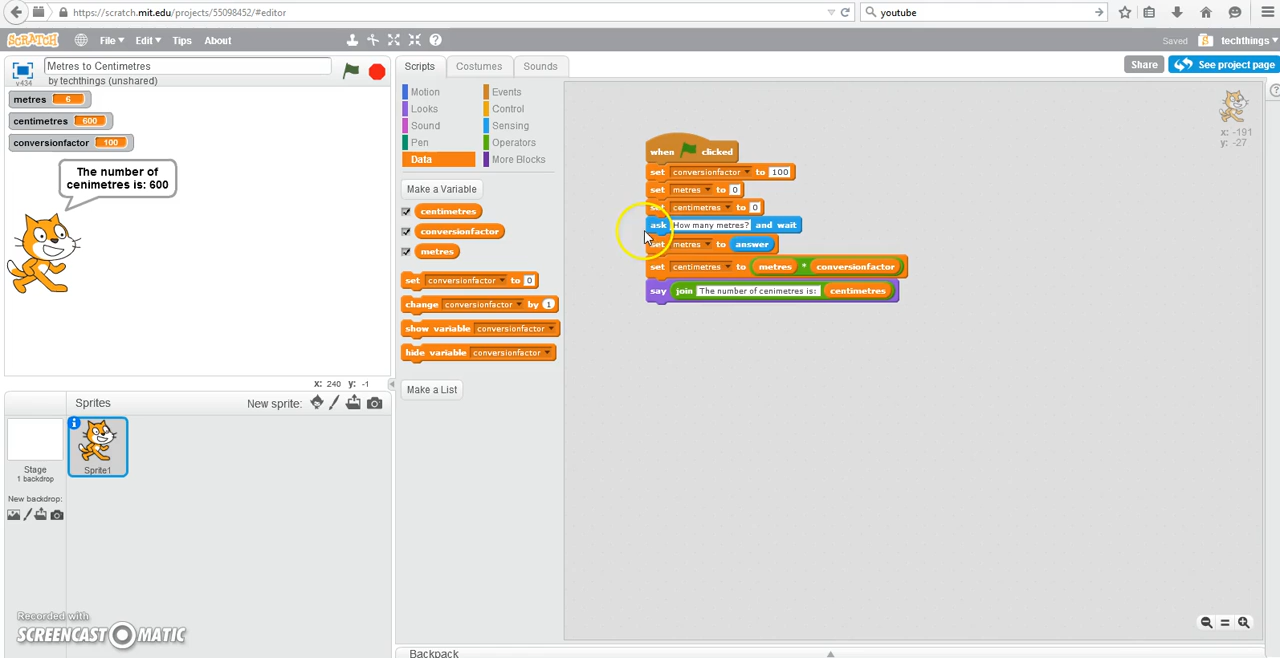 https://scratch.mit.edu/projects/55098452/#editor
youtube
SCRATCH
File
Edit
Tips
About
Saved
techthings
Metres to Centimetres
by techthings (unshared)
v434
Scripts
Costumes
Sounds
Share
See project page
metres 6
centimetres 600
conversionfactor 100
The number of
cenimetres is: 600
Motion
Looks
Sound
Pen
Data
Events
Control
Sensing
Operators
More Blocks
Make a Variable
centimetres
conversionfactor
metres
set conversionfactor to 0
change conversionfactor by 1
show variable conversionfactor
hide variable conversionfactor
Make a List
when clicked
set conversionfactor to 100
set metres to 0
set centimetres to 0
ask How many metres? and wait
set metres to answer
set centimetres to metres * conversionfactor
say join The number of cenimetres is: centimetres
x: -191
y: -27
x: 240 y: -1
Sprites
New sprite:
Stage
1 backdrop
New backdrop:
Sprite1
Recorded with
SCREENCAST MATIC
Backpack